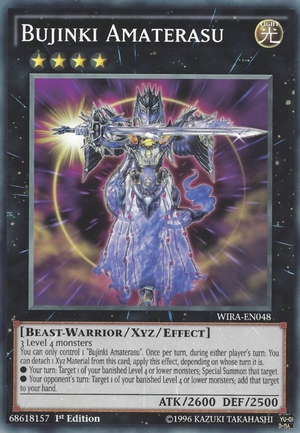 BUJINKI AMATERASU
LIGHT
光
WIRA-EN048
[BEAST-WARRIOR/XYZ/EFFECT]
3 Level 4 monsters
You can only control 1 "Bujinki Amaterasu". Once per turn, during either player's turn: You
can detach 1 Xyz Material from this card; apply this effect, depending on whose turn it is.
● Your turn: Target 1 of your banished Level 4 or lower monsters; Special Summon that target.
● Your opponent's turn: Target 1 of your banished Level 4 or lower monsters; add that target
to your hand.
ATK/2600 DEF/2500
68618157 1st Edition ©1996 KAZUKI TAKAHASHI